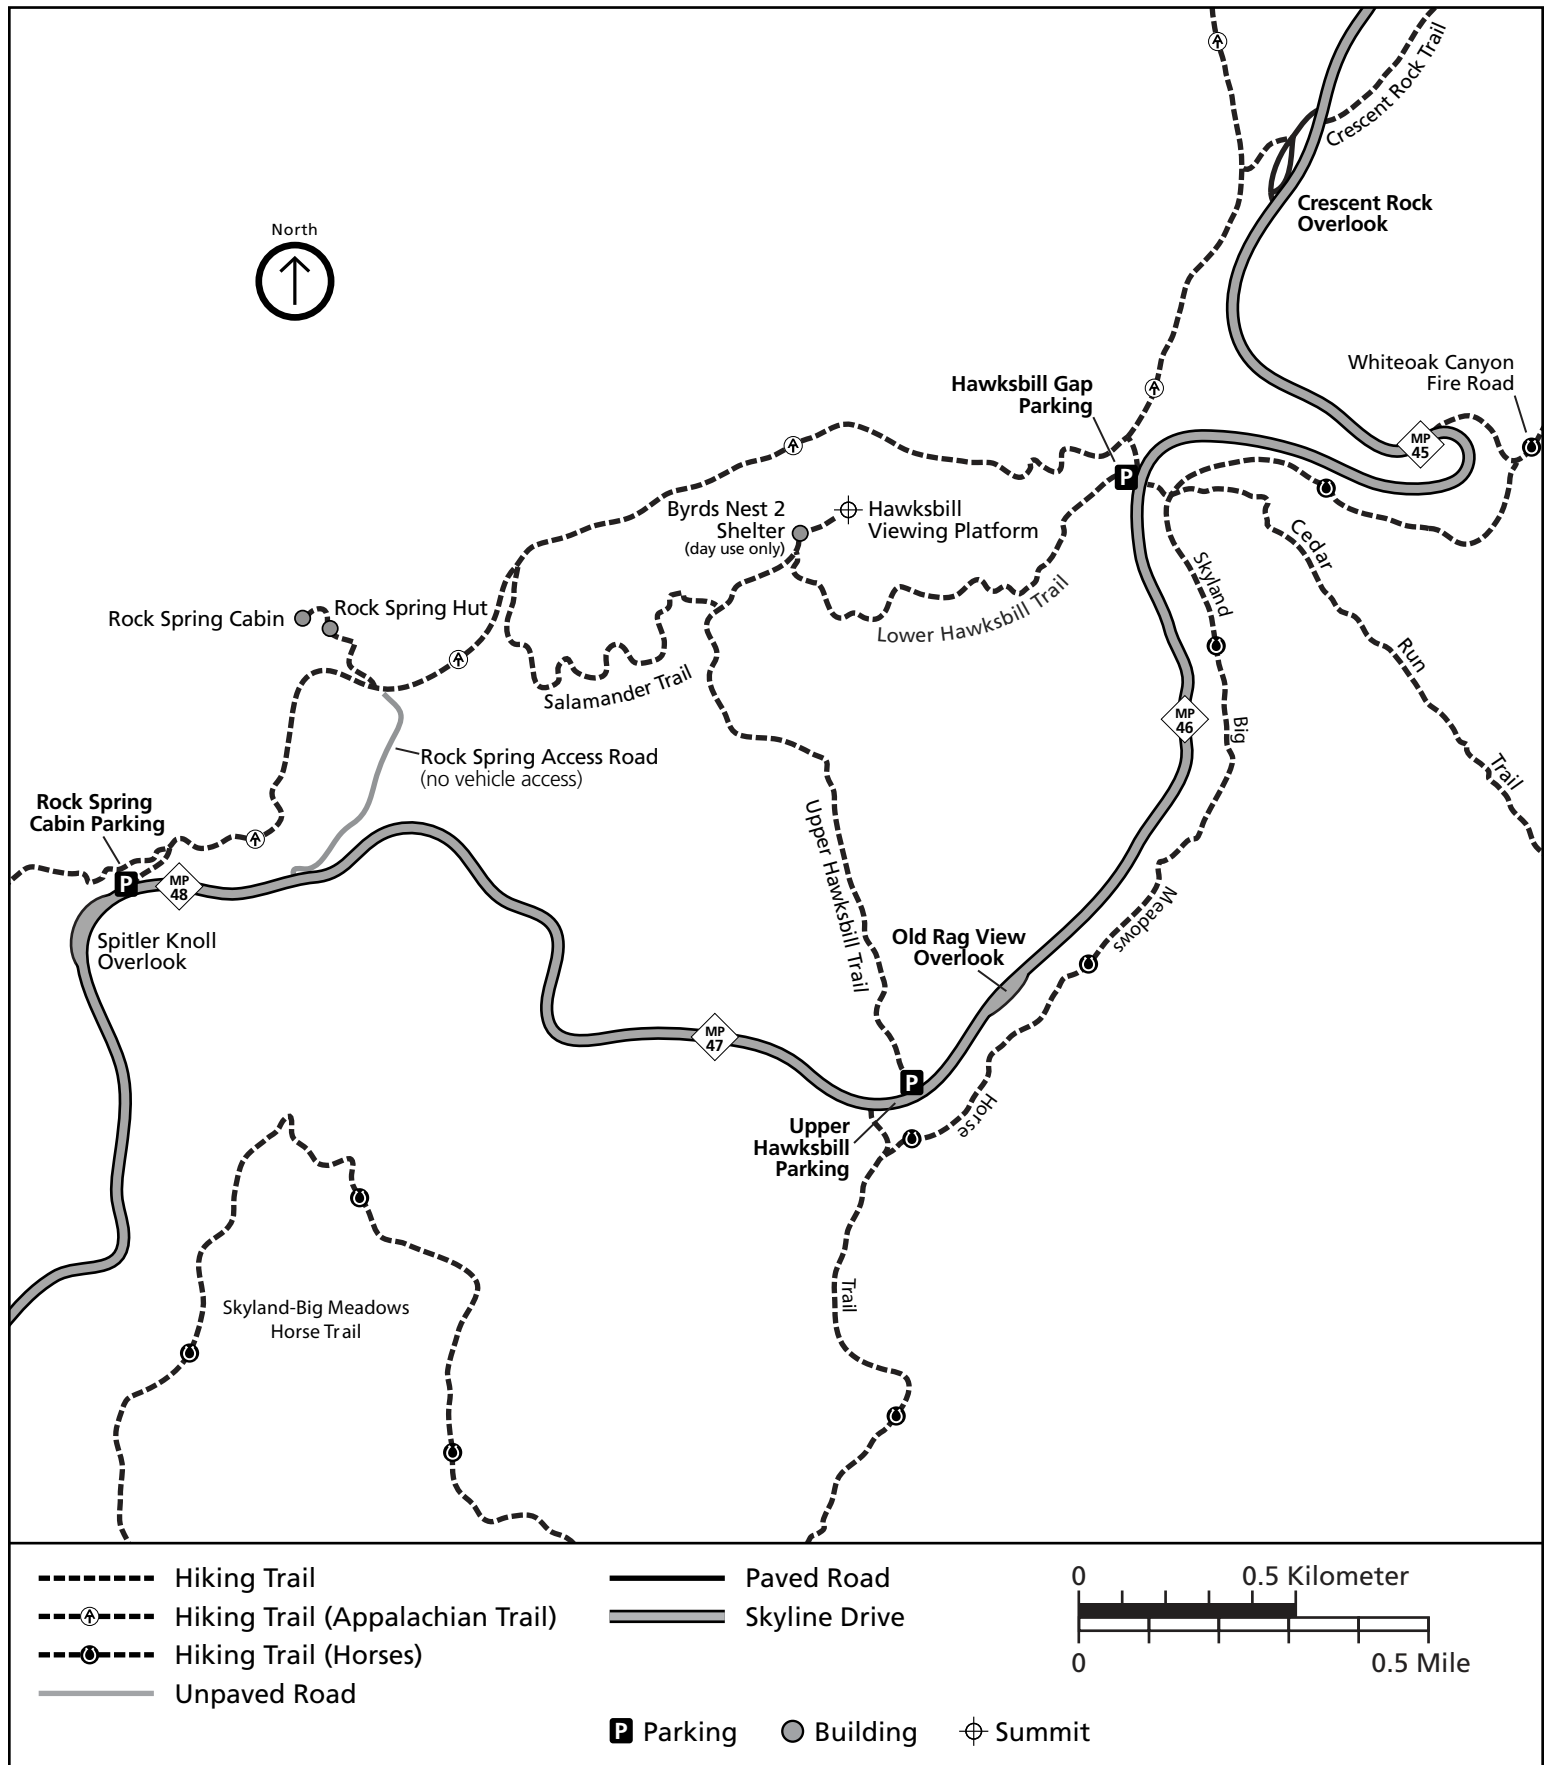 Crescent Rock Trail
Crescent Rock
Overlook
North
Whiteoak Canyon
Fire Road
Hawksbill Gap
Parking
MP
45
P
Byrds Nest 2
Shelter
(day use only)
Hawksbill
Viewing Platform
Cedar
Run
Trail
Skyland
Big
Meadows
Horse
Trail
Lower Hawksbill Trail
Rock Spring Cabin
Rock Spring Hut
Salamander Trail
MP
46
Rock Spring Access Road
(no vehicle access)
Rock Spring
Cabin Parking
Upper Hawksbill Trail
P
MP
48
Spitler Knoll
Overlook
Old Rag View
Overlook
MP
47
P
Upper
Hawksbill
Parking
Skyland-Big Meadows
Horse Trail
Hiking Trail
Hiking Trail (Appalachian Trail)
Hiking Trail (Horses)
Unpaved Road
Paved Road
Skyline Drive
0 0.5 Kilometer
0 0.5 Mile
P Parking
Building
Summit